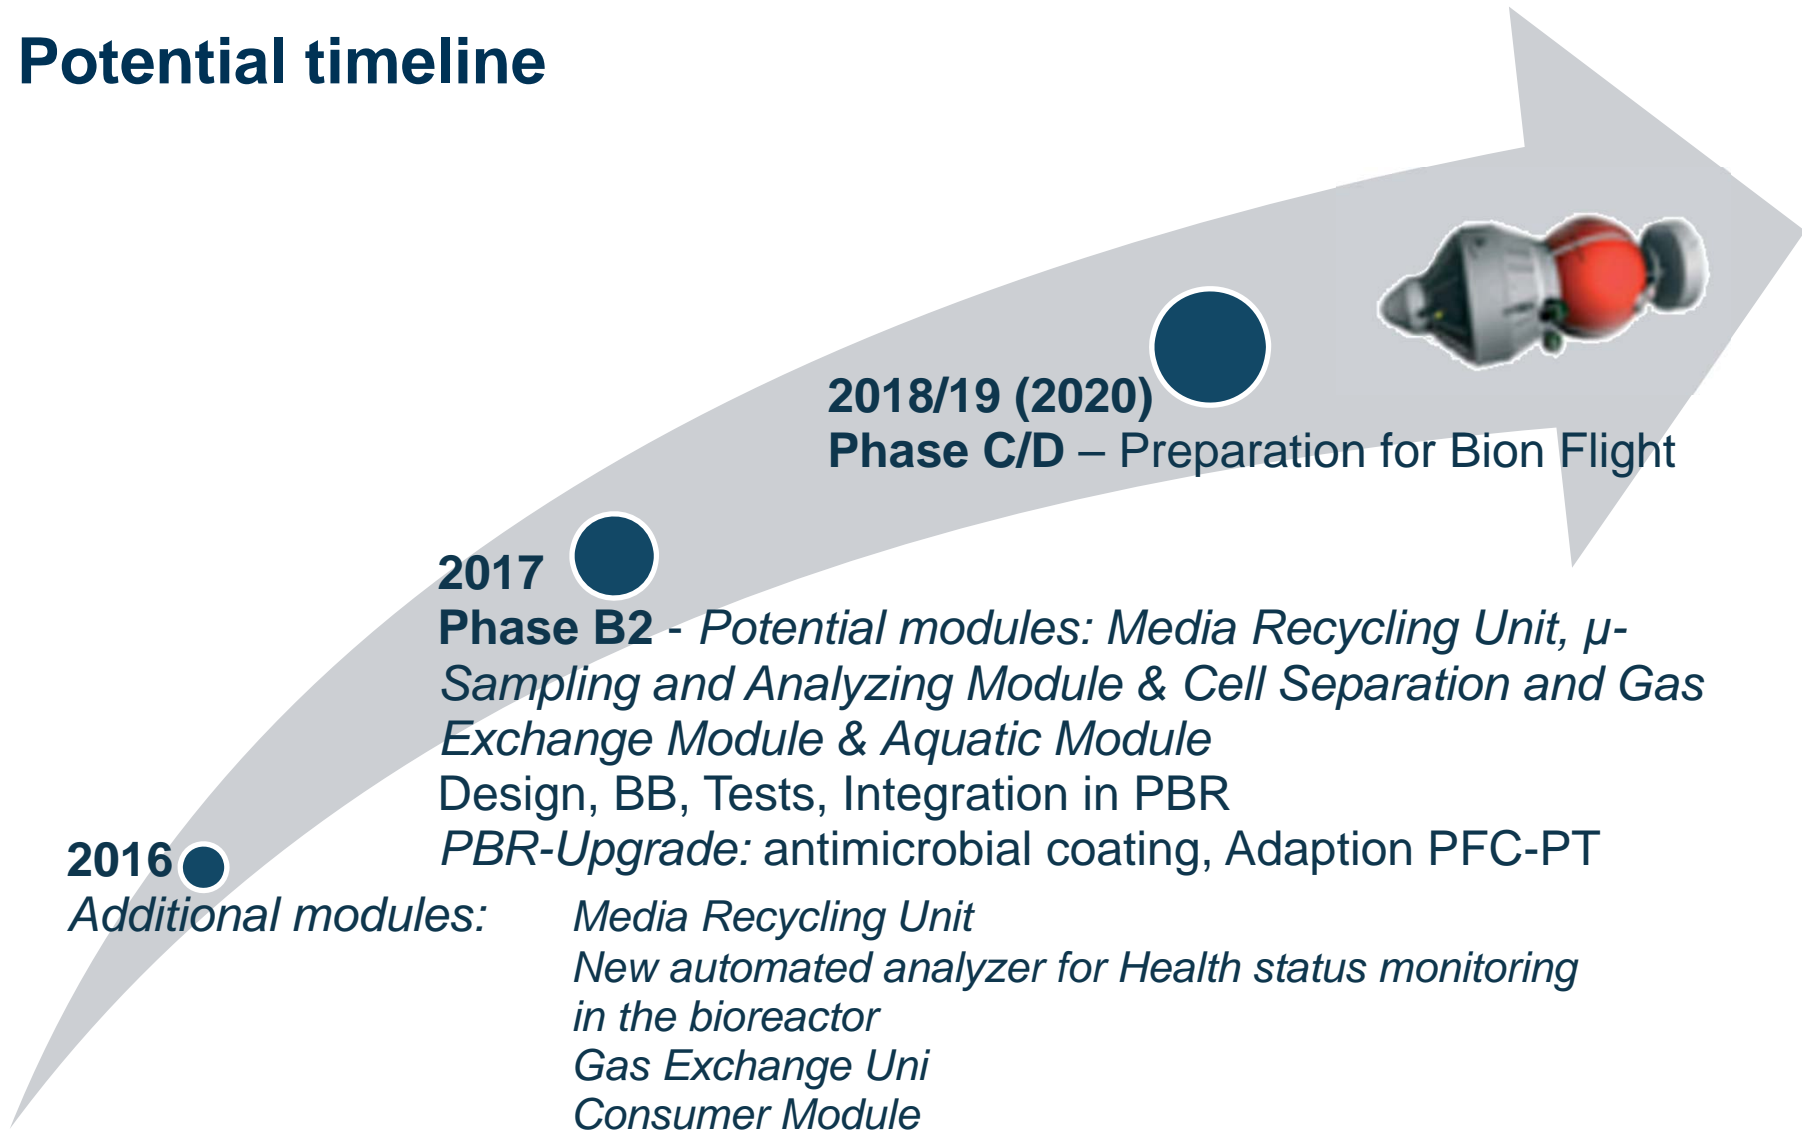 Potential timeline
2018/19 (2020)
Phase C/D – Preparation for Bion Flight
2017
Phase B2 - Potential modules: Media Recycling Unit, µ-
Sampling and Analyzing Module & Cell Separation and Gas
Exchange Module & Aquatic Module
Design, BB, Tests, Integration in PBR
PBR-Upgrade: antimicrobial coating, Adaption PFC-PT
2016
Additional modules: Media Recycling Unit
New automated analyzer for Health status monitoring
in the bioreactor
Gas Exchange Uni
Consumer Module